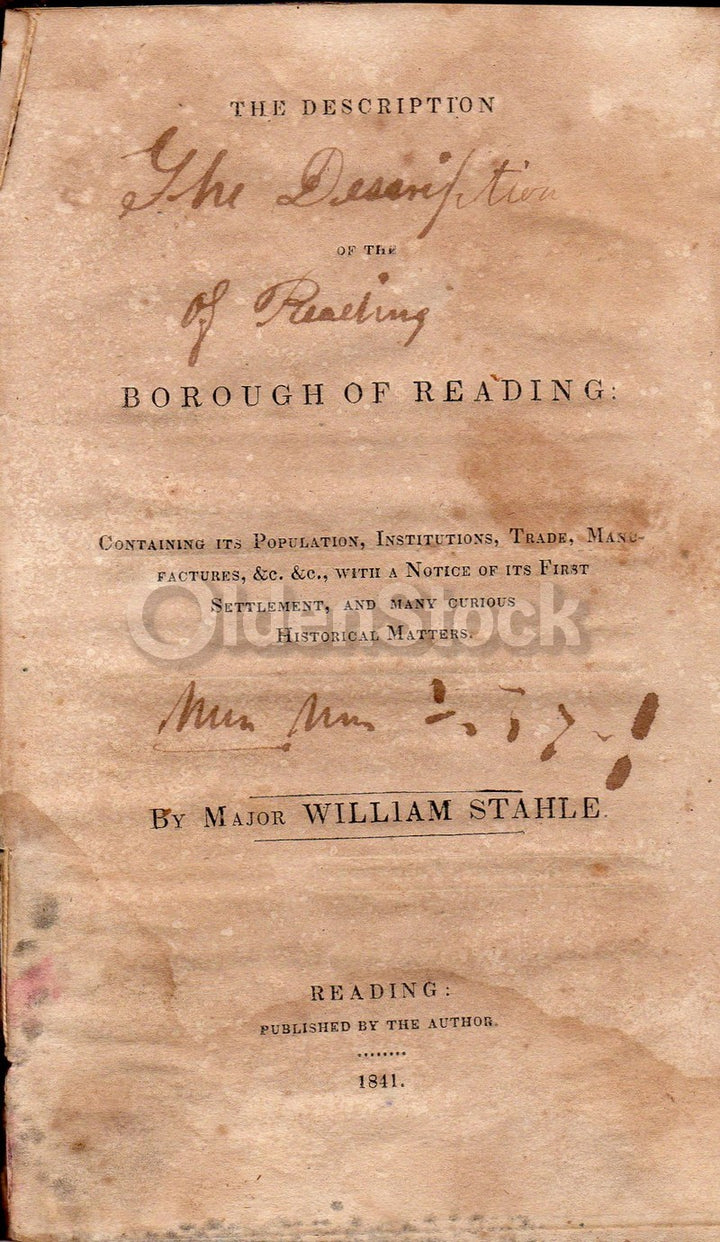 THE DESCRIPTION
The Description
OF THE
of Reading
BOROUGH OF READING:
CONTAINING ITS POPULATION, INSTITUTIONS, TRADE, MANU-
FACTURES, &C. &C., WITH A NOTICE OF ITS FIRST
SETTLEMENT, AND MANY CURIOUS
OldenStock
HISTORICAL MATTERS.
BY MAJOR WILLIAM STAHLE.
READING:
PUBLISHED BY THE AUTHOR.
........
1841.